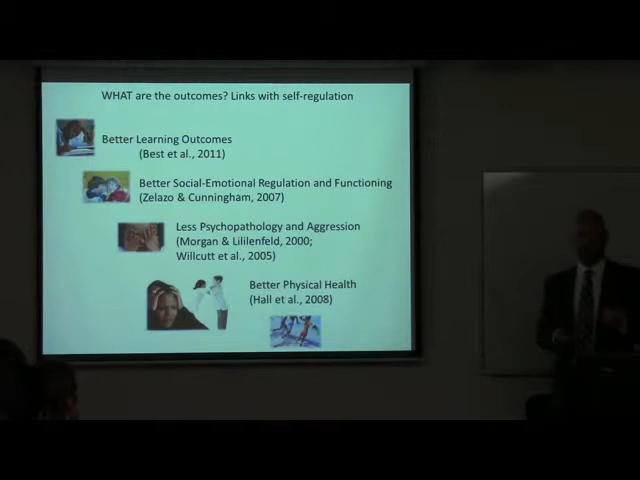 WHAT are the outcomes? Links with self-regulation
Better Learning Outcomes
(Best et al., 2011)
Better Social-Emotional Regulation and Functioning
(Zelazo & Cunningham, 2007)
Less Psychopathology and Aggression
(Morgan & Lililenfeld, 2000;
Willcutt et al., 2005)
Better Physical Health
(Hall et al., 2008)